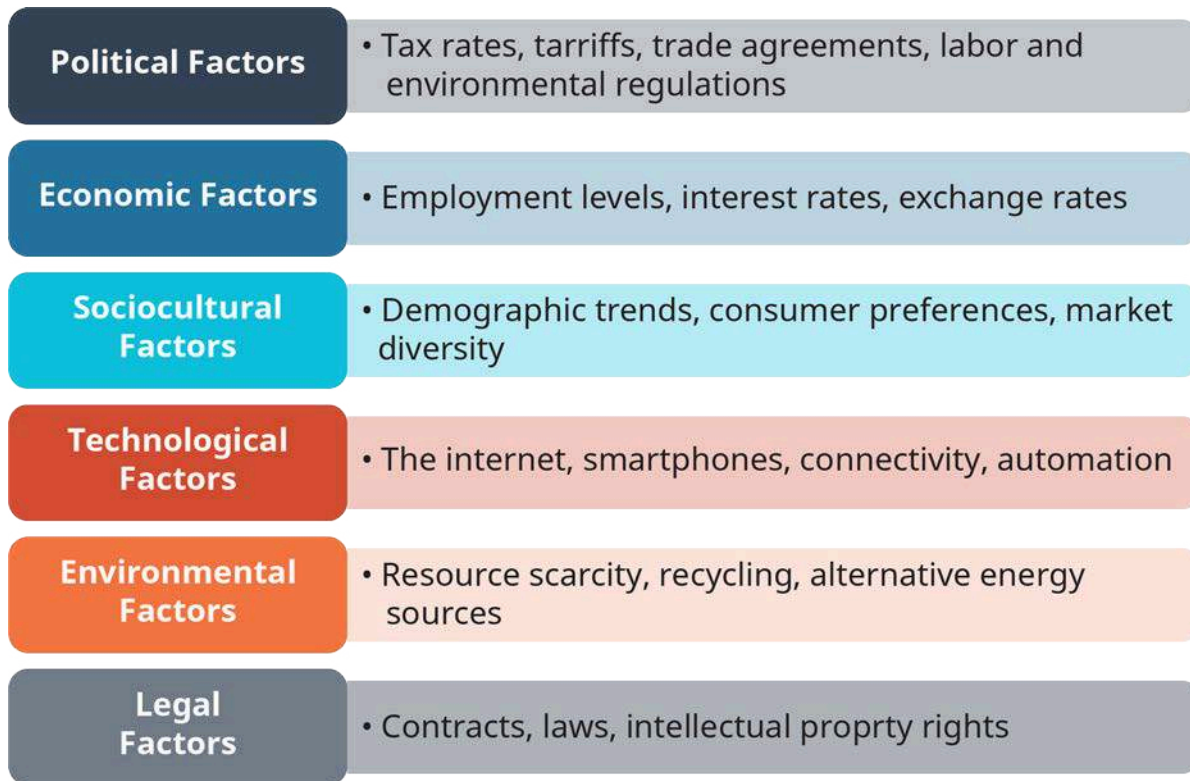 Political Factors
• Tax rates, tarriffs, trade agreements, labor and
environmental regulations
Economic Factors
• Employment levels, interest rates, exchange rates
Sociocultural
Factors
• Demographic trends, consumer preferences, market
diversity
Technological
Factors
• The internet, smartphones, connectivity, automation
Environmental
Factors
• Resource scarcity, recycling, alternative energy
sources
Legal
Factors
• Contracts, laws, intellectual proprty rights